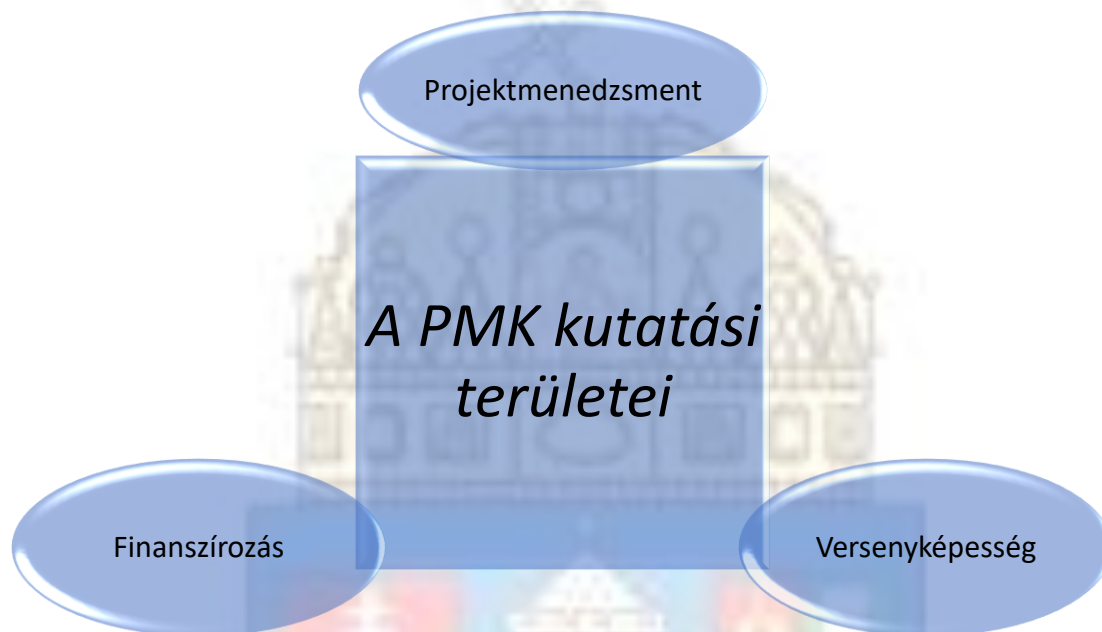 Projektmenedzsment
A PMK kutatási
területei
Finanszírozás
Versenyképesség